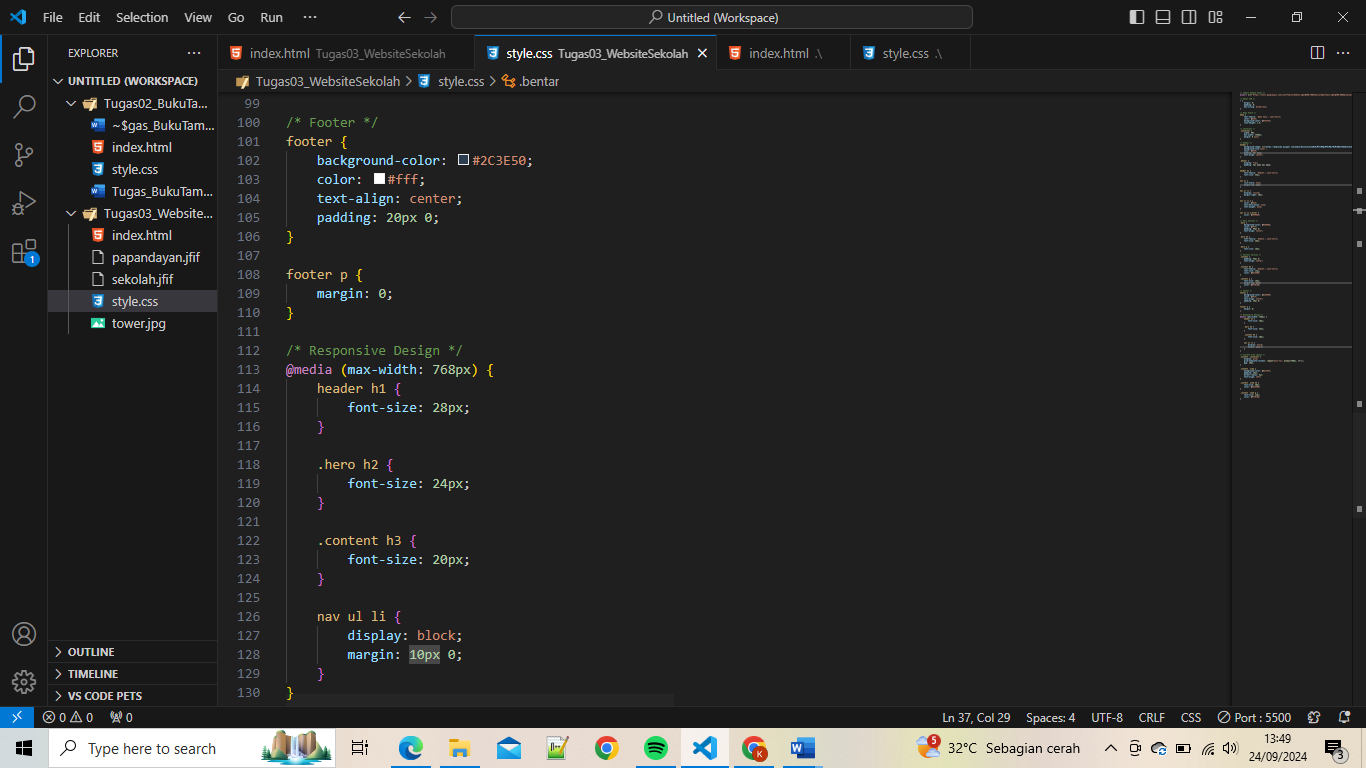 File Edit Selection View Go Run ··· Untitled (Workspace)
EXPLORER ···
UNTITLED (WORKSPACE)
Tugas02_BukuTa...
~$gas_BukuTam...
index.html
style.css
Tugas_BukuTam...
Tugas03_Website...
index.html
papandayan.jfif
sekolah.jfif
style.css
tower.jpg
OUTLINE
TIMELINE
VS CODE PETS
1
index.html Tugas03_WebsiteSekolah style.css Tugas03_WebsiteSekolah index.html .\ style.css .\ ···
Tugas03_WebsiteSekolah > style.css > .bentar
99
100 /* Footer */
101 footer {
102 background-color: #2C3E50;
103 color: #fff;
104 text-align: center;
105 padding: 20px 0;
106 }
107
108 footer p {
109 margin: 0;
110 }
111
112 /* Responsive Design */
113 @media (max-width: 768px) {
114 header h1 {
115 font-size: 28px;
116 }
117
118 .hero h2 {
119 font-size: 24px;
120 }
121
122 .content h3 {
123 font-size: 20px;
124 }
125
126 nav ul li {
127 display: block;
128 margin: 10px 0;
129 }
130 }
0 0 0 Ln 37, Col 29 Spaces: 4 UTF-8 CRLF CSS Port : 5500
Type here to search 5 32°C Sebagian cerah 13:49
24/09/2024 3
K